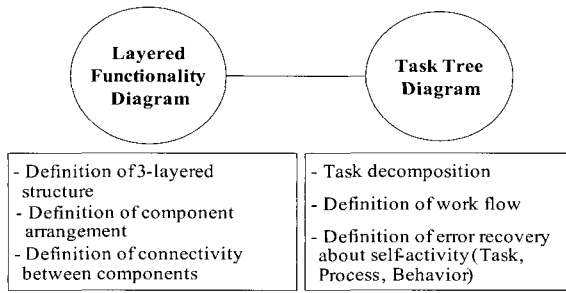 Layered
Functionality
Diagram
Task Tree
Diagram
- Definition of 3-layered
structure
- Definition of component
arrangement
- Definition of connectivity
between components
- Task decomposition
- Definition of work flow
- Definition of error recovery
about self-activity(Task,
Process, Behavior)